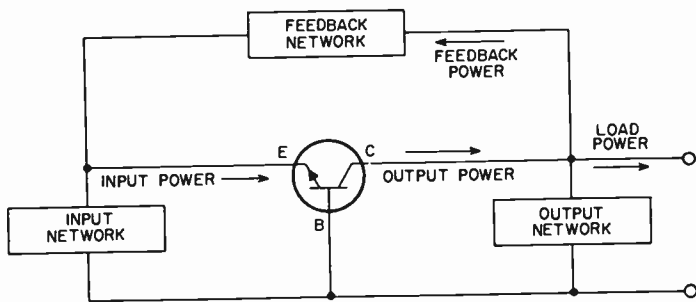 FEEDBACK
NETWORK
FEEDBACK
POWER
LOAD
POWER
E
C
INPUT POWER
OUTPUT POWER
B
INPUT
NETWORK
OUTPUT
NETWORK